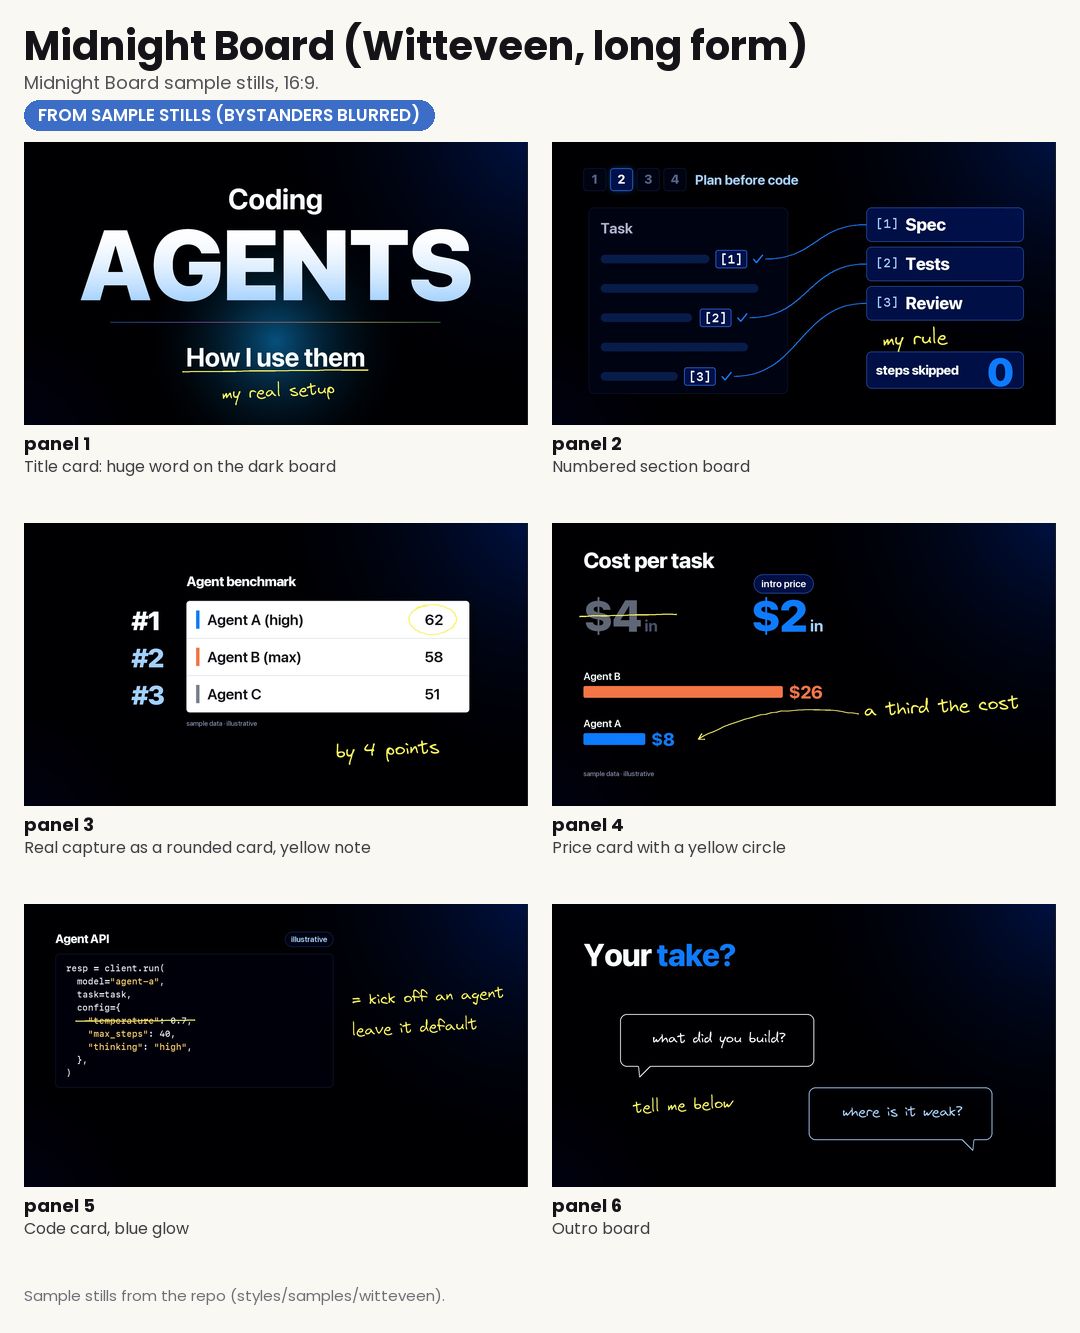 Midnight Board (Witteveen, long form)
Midnight Board sample stills, 16:9.
FROM SAMPLE STILLS (BYSTANDERS BLURRED)
Coding
AGENTS
How I use them
my real setup
panel 1
Title card: huge word on the dark board
1 2 3 4 Plan before code
Task
[1]
[2]
[3]
[1] Spec
[2] Tests
[3] Review
my rule
steps skipped 0
panel 2
Numbered section board
Agent benchmark
#1 Agent A (high) 62
#2 Agent B (max) 58
#3 Agent C 51
sample data · illustrative
by 4 points
panel 3
Real capture as a rounded card, yellow note
Cost per task
intro price
$4 in
$2 in
Agent B
$26
Agent A
$8
a third the cost
sample data · illustrative
panel 4
Price card with a yellow circle
Agent API
illustrative
resp = client.run(
model="agent-a",
task=task,
config={
"temperature": 0.7,
"max_steps": 40,
"thinking": "high",
},
)
= kick off an agent
leave it default
panel 5
Code card, blue glow
Your take?
what did you build?
tell me below
where is it weak?
panel 6
Outro board
Sample stills from the repo (styles/samples/witteveen).